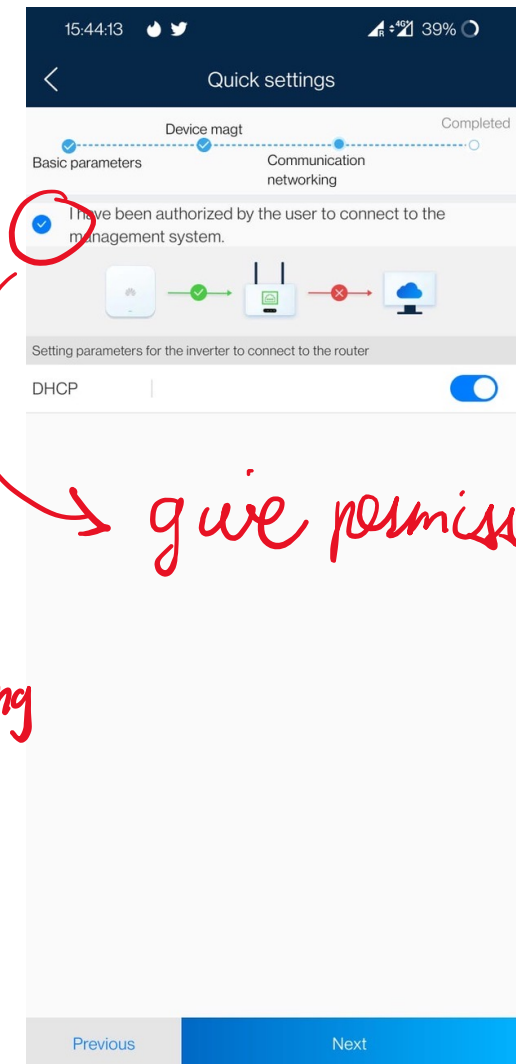 15:44:13 R 4G 39%
Quick settings
Device magt Completed
Basic parameters Communication
networking
I have been authorized by the user to connect to the
management system.
Setting parameters for the inverter to connect to the router
DHCP
give permiss
ng
Previous Next